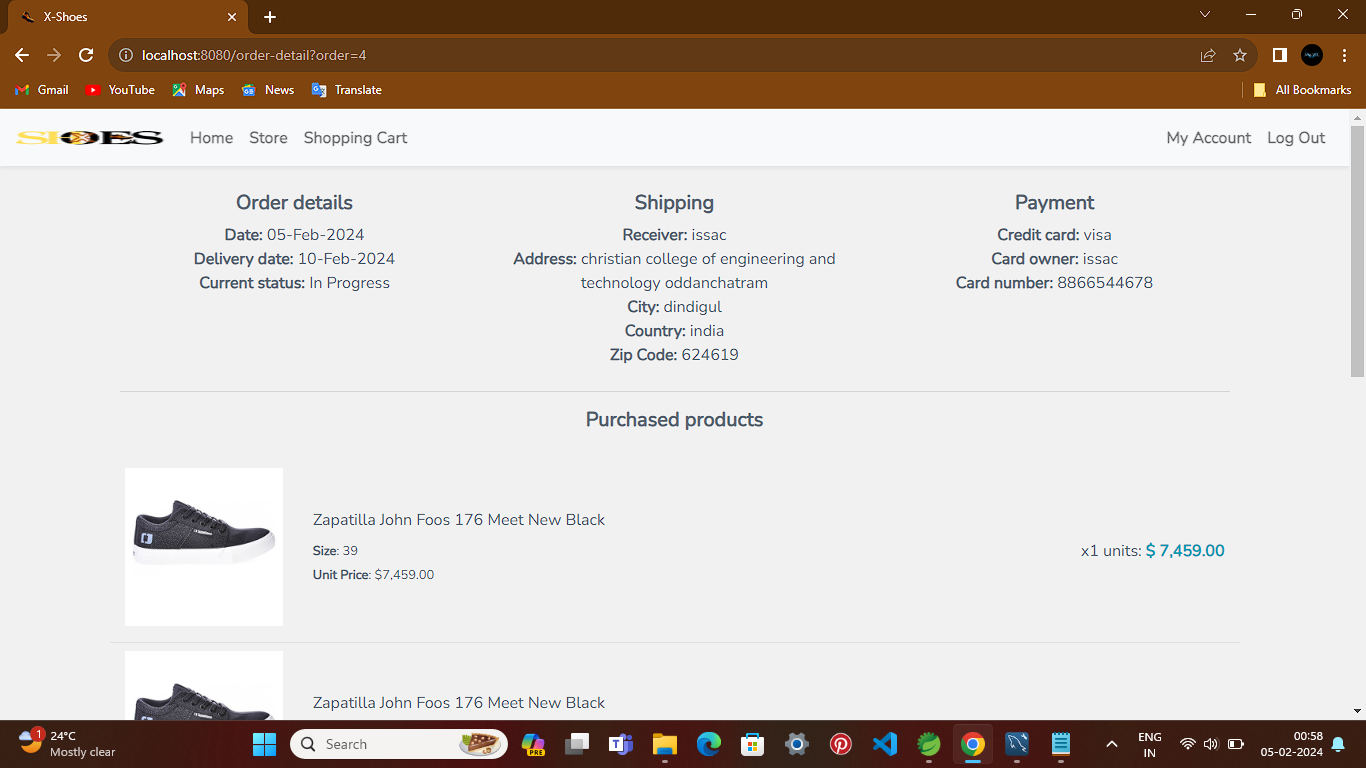 X-Shoes
localhost:8080/order-detail?order=4
Gmail YouTube Maps News Translate All Bookmarks
Home Store Shopping Cart My Account Log Out
Order details
Date: 05-Feb-2024
Delivery date: 10-Feb-2024
Current status: In Progress
Shipping
Receiver: issac
Address: christian college of engineering and
technology oddanchatram
City: dindigul
Country: india
Zip Code: 624619
Payment
Credit card: visa
Card owner: issac
Card number: 8866544678
Purchased products
Zapatilla John Foos 176 Meet New Black
Size: 39
Unit Price: $7,459.00
x1 units: $ 7,459.00
Zapatilla John Foos 176 Meet New Black
1
24°C
Mostly clear
Search
PRE
ENG
IN
00:58
05-02-2024